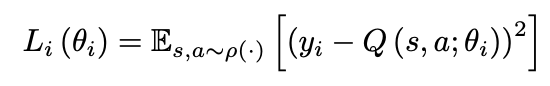 L_i (θ_i) = 𝔼_{s,a∼ρ(·)} [(y_i − Q (s, a; θ_i))^2]